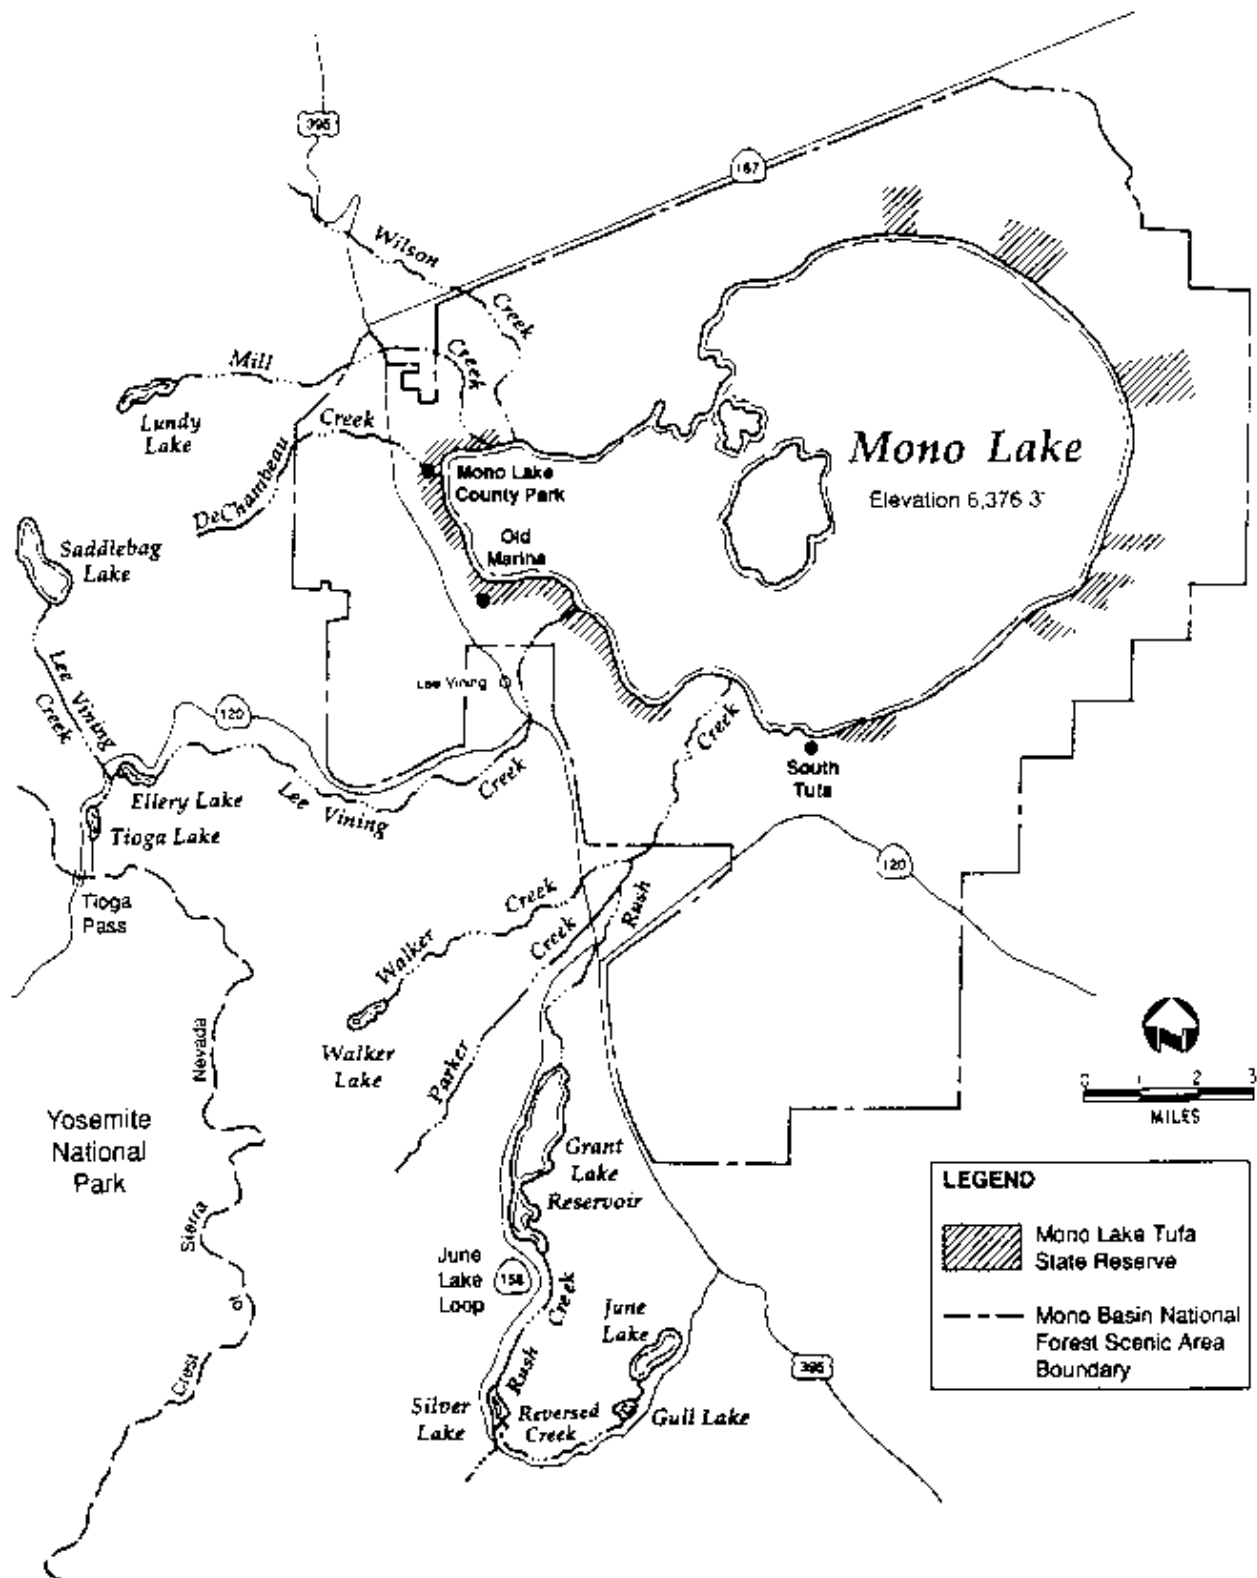 395
167
Wilson
Creek
Mill
Creek
Lundy
Lake
DeChambeau
Creek
Mono Lake
County Park
Old
Marina
Mono Lake
Elevation 6,376 3'
Saddlebag
Lake
Lee Vining
Creek
Lee Vining
120
Ellery Lake
Tioga Lake
Lee Vining
Creek
Creek
South
Tufa
Tioga
Pass
120
Walker
Creek
Creek
Rush
Walker
Lake
Parker
Nevada
Yosemite
National
Park
Sierra
of
Crest
Grant
Lake
Reservoir
June
Lake
Loop
158
Creek
June
Lake
Rush
Silver
Lake
Reversed
Creek
Gull Lake
395
N
0 1 2 3
MILES
LEGEND
Mono Lake Tufa
State Reserve
Mono Basin National
Forest Scenic Area
Boundary